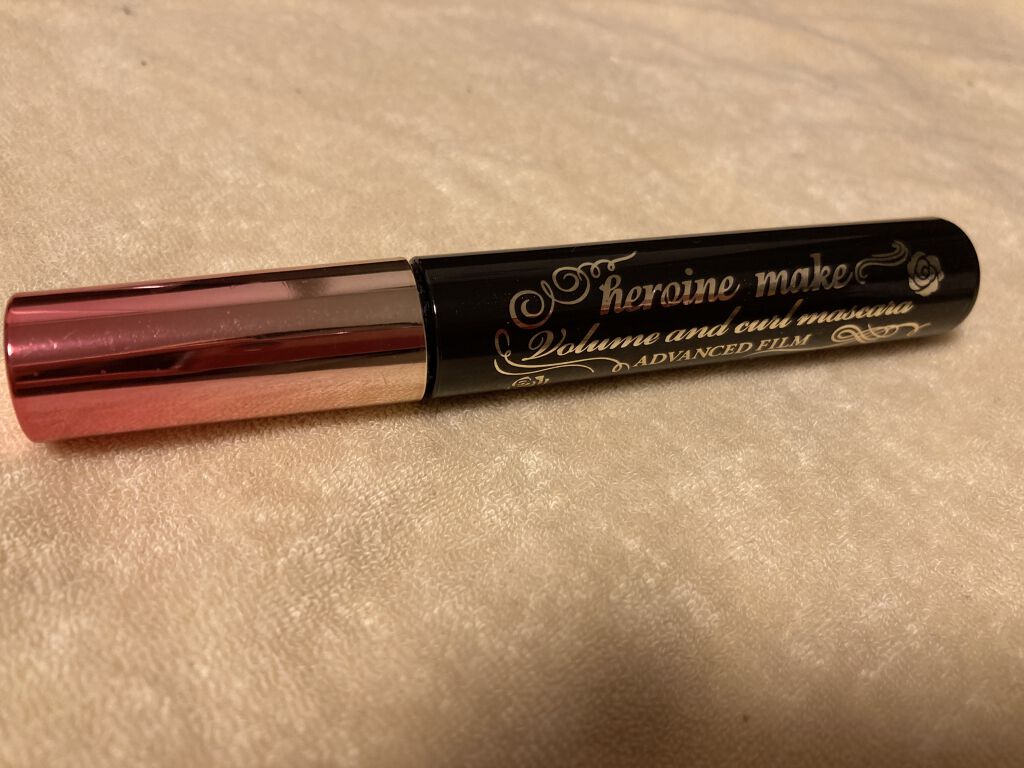 heroine make
Volume and curl mascara
ADVANCED FILM